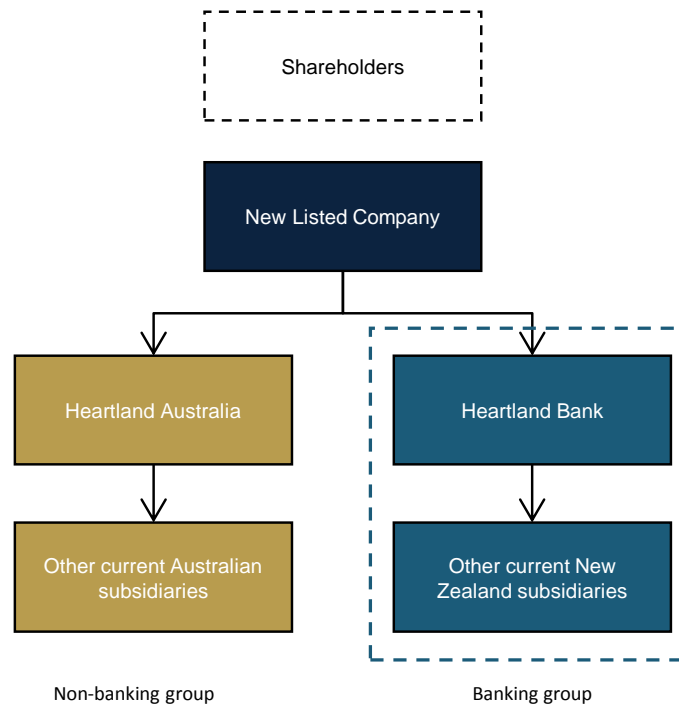 Shareholders
New Listed Company
Heartland Australia
Heartland Bank
Other current Australian
subsidiaries
Other current New
Zealand subsidiaries
Non-banking group
Banking group